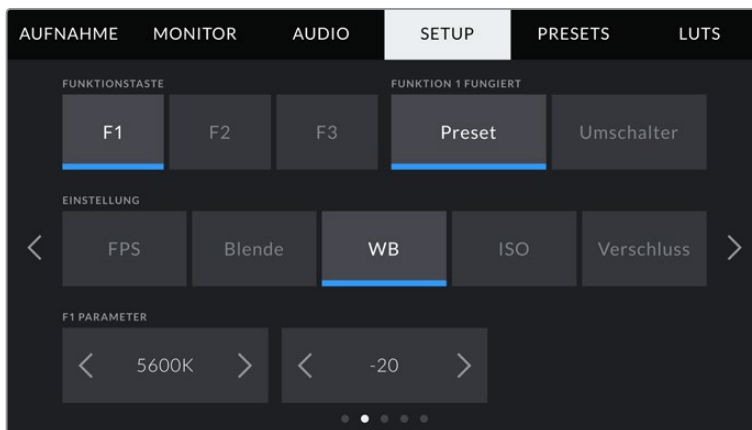 AUFNAHME MONITOR AUDIO SETUP PRESETS LUTS
FUNKTIONSTASTE FUNKTION 1 FUNGIERT
F1 F2 F3 Preset Umschalter
EINSTELLUNG
FPS Blende WB ISO Verschluss
F1 PARAMETER
5600K -20